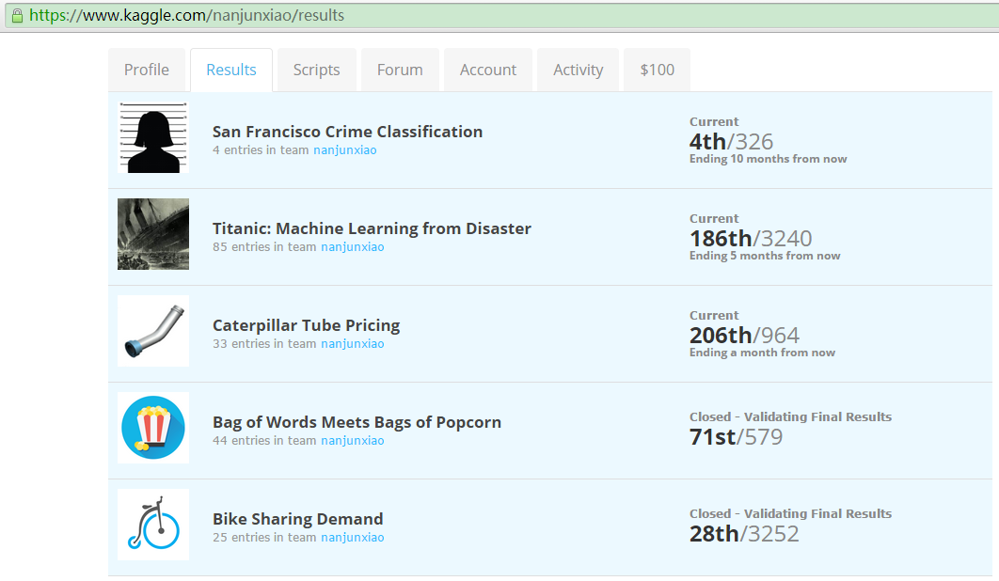 https://www.kaggle.com/nanjunxiao/results
Profile Results Scripts Forum Account Activity $100
San Francisco Crime Classification
4 entries in team nanjunxiao
Current
4th/326
Ending 10 months from now
Titanic: Machine Learning from Disaster
85 entries in team nanjunxiao
Current
186th/3240
Ending 5 months from now
Caterpillar Tube Pricing
33 entries in team nanjunxiao
Current
206th/964
Ending a month from now
Bag of Words Meets Bags of Popcorn
44 entries in team nanjunxiao
Closed - Validating Final Results
71st/579
Bike Sharing Demand
25 entries in team nanjunxiao
Closed - Validating Final Results
28th/3252